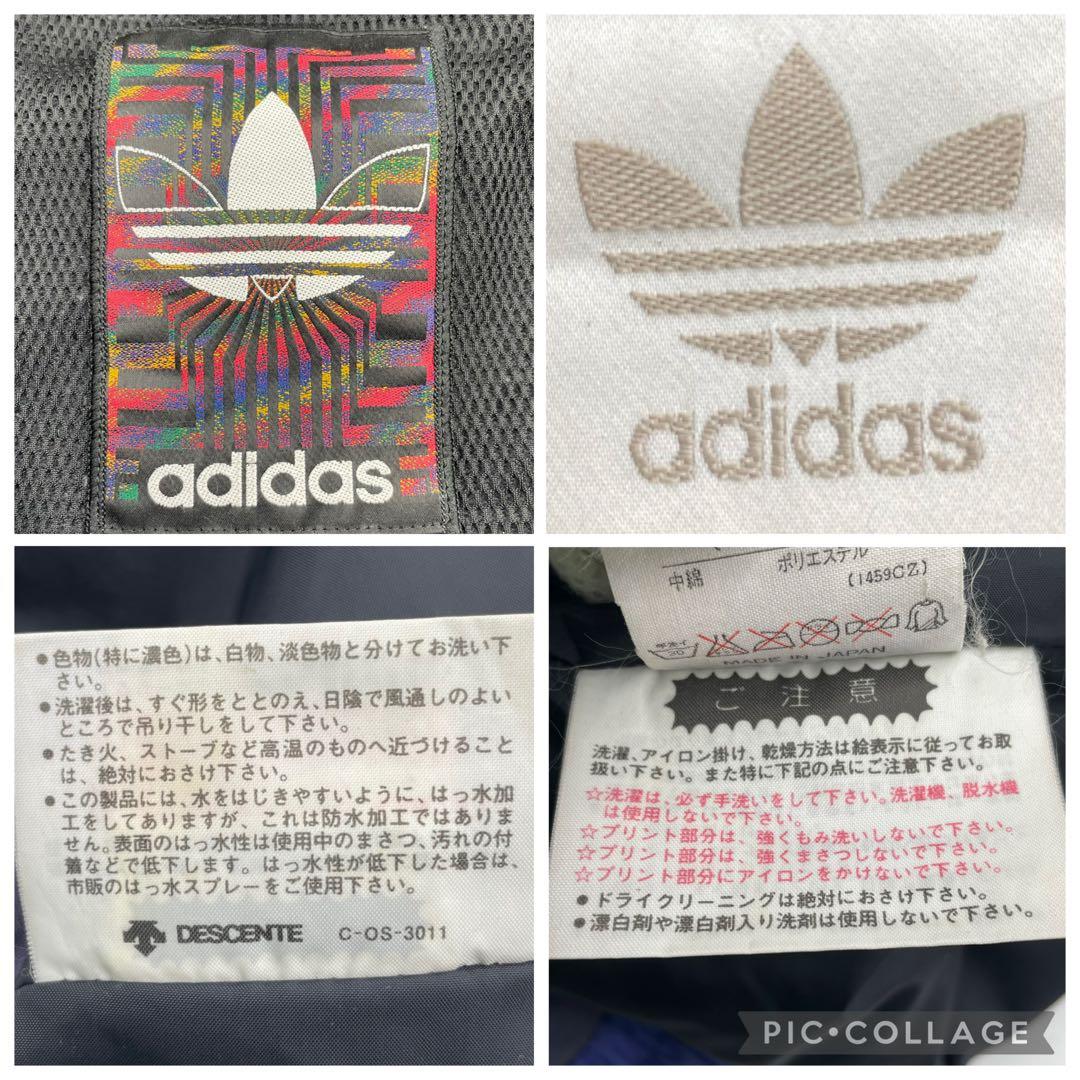 adidas
adidas
●色物(特に濃色)は、白物、淡色物と分けてお洗い下
さい。
●洗濯後は、すぐ形をととのえ、日陰で風通しのよい
ところで吊り干しをして下さい。
●たき火、ストーブなど高温のものへ近づけること
は、絶対におさけ下さい。
●この製品には、水をはじきやすいように、はっ水加
工をしてありますが、これは防水加工ではありま
せん。表面のはっ水性は使用中のまさつ、汚れの付
着などで低下します。はっ水性が低下した場合は、
市販のはっ水スプレーをご使用下さい。
DESCENTE C-OS-3011
中綿 ポリエステル
(1459CZ)
手洗イ
30
MADE IN JAPAN
ご注意
洗濯、アイロン掛け、乾燥方法は絵表示に従ってお取
扱い下さい。また特に下記の点にご注意下さい。
☆洗濯は、必ず手洗いをして下さい。洗濯機、脱水機
は使用しないで下さい。
☆プリント部分は、強くもみ洗いしないで下さい。
☆プリント部分は、強くまさつしないで下さい。
☆プリント部分にアイロンをかけないで下さい。
●ドライクリーニングは絶対におさけ下さい。
●漂白剤や漂白剤入り洗剤は使用しないで下さい。
PIC•COLLAGE